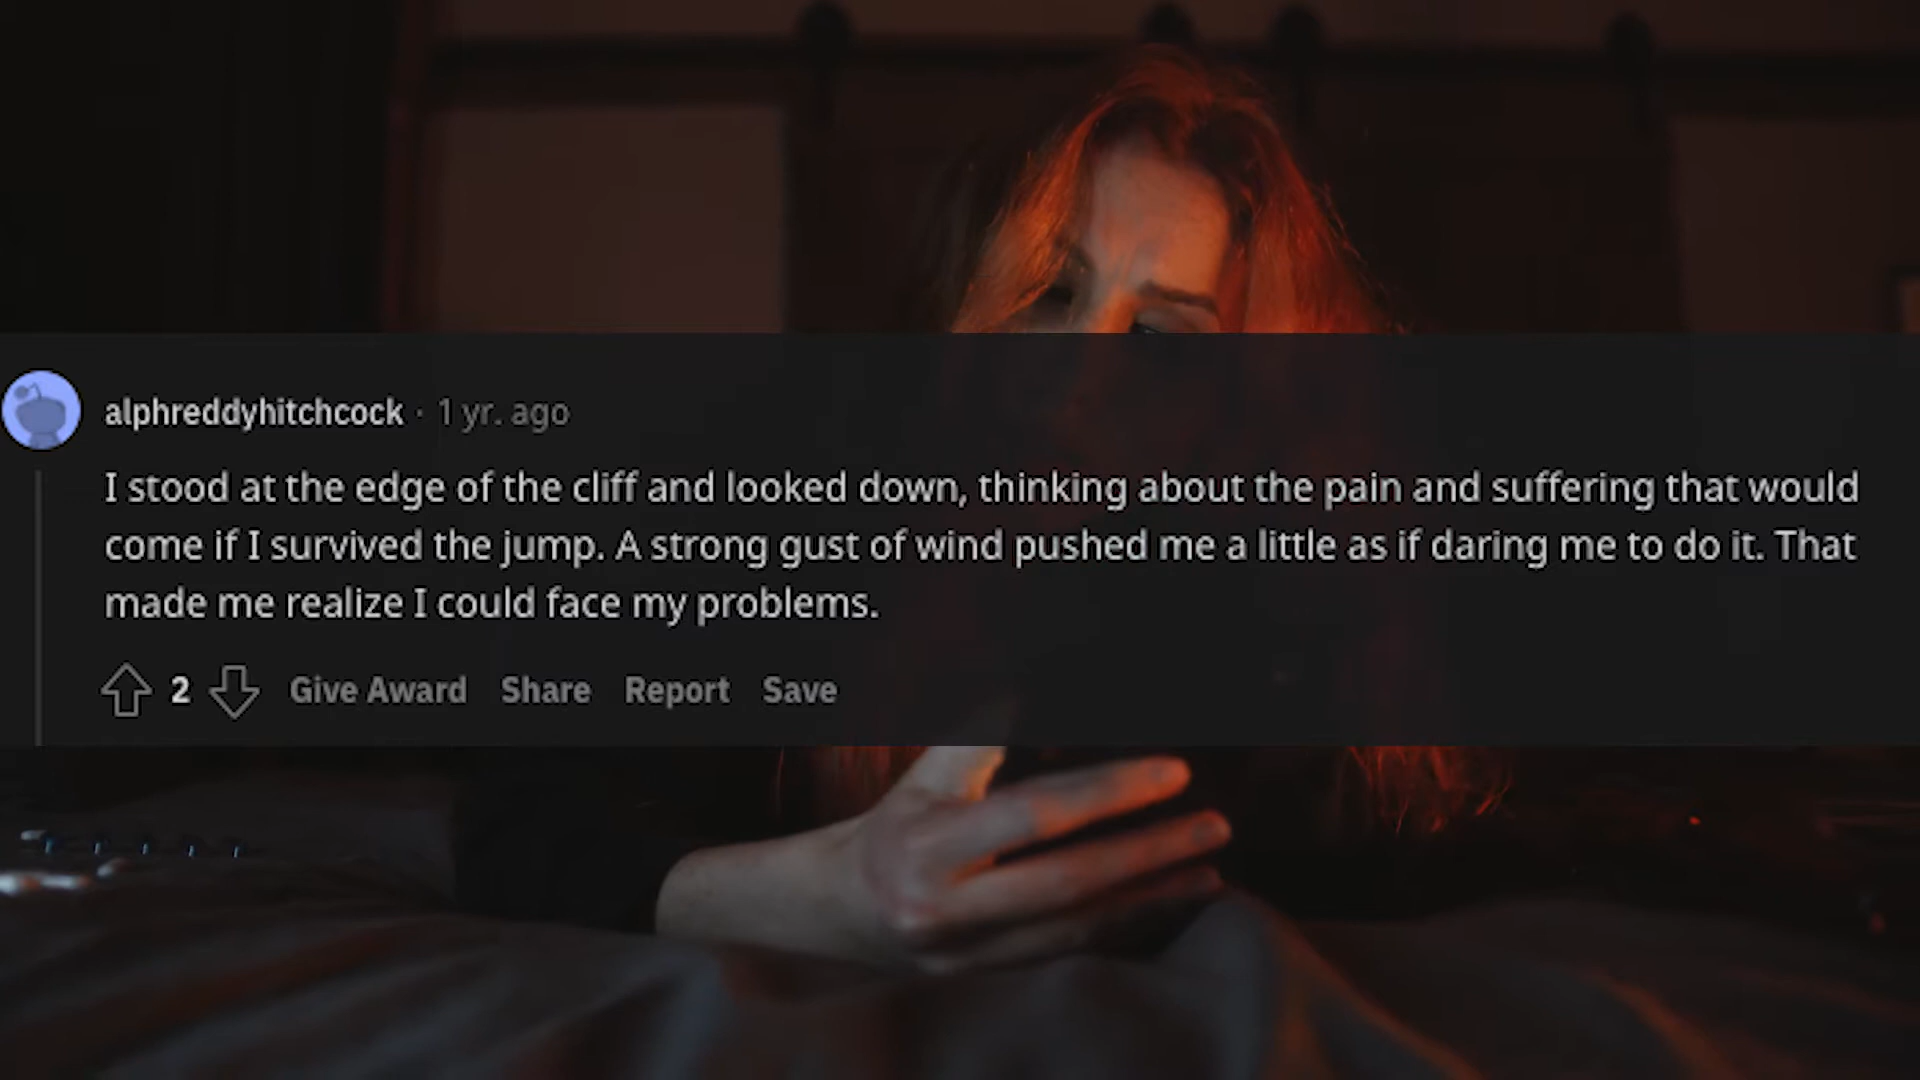 alphreddyhitchcock · 1 yr. ago
I stood at the edge of the cliff and looked down, thinking about the pain and suffering that would
come if I survived the jump. A strong gust of wind pushed me a little as if daring me to do it. That
made me realize I could face my problems.
2 Give Award Share Report Save